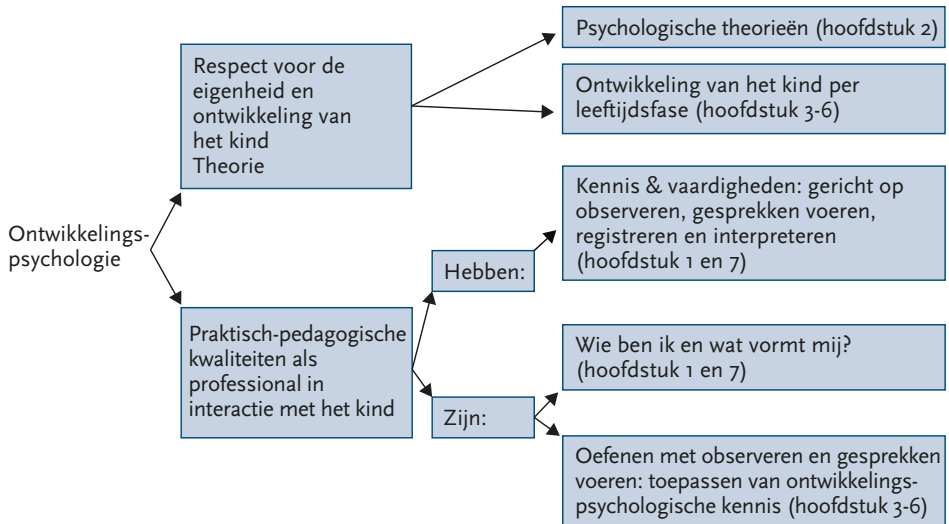 Ontwikkelings-
psychologie
Respect voor de
eigenheid en
ontwikkeling van
het kind
Theorie
Psychologische theorieën (hoofdstuk 2)
Ontwikkeling van het kind per
leeftijdsfase (hoofdstuk 3-6)
Praktisch-pedagogische
kwaliteiten als
professional in
interactie met het kind
Hebben:
Kennis & vaardigheden: gericht op
observeren, gesprekken voeren,
registreren en interpreteren
(hoofdstuk 1 en 7)
Zijn:
Wie ben ik en wat vormt mij?
(hoofdstuk 1 en 7)
Oefenen met observeren en gesprekken
voeren: toepassen van ontwikkelings-
psychologische kennis (hoofdstuk 3-6)